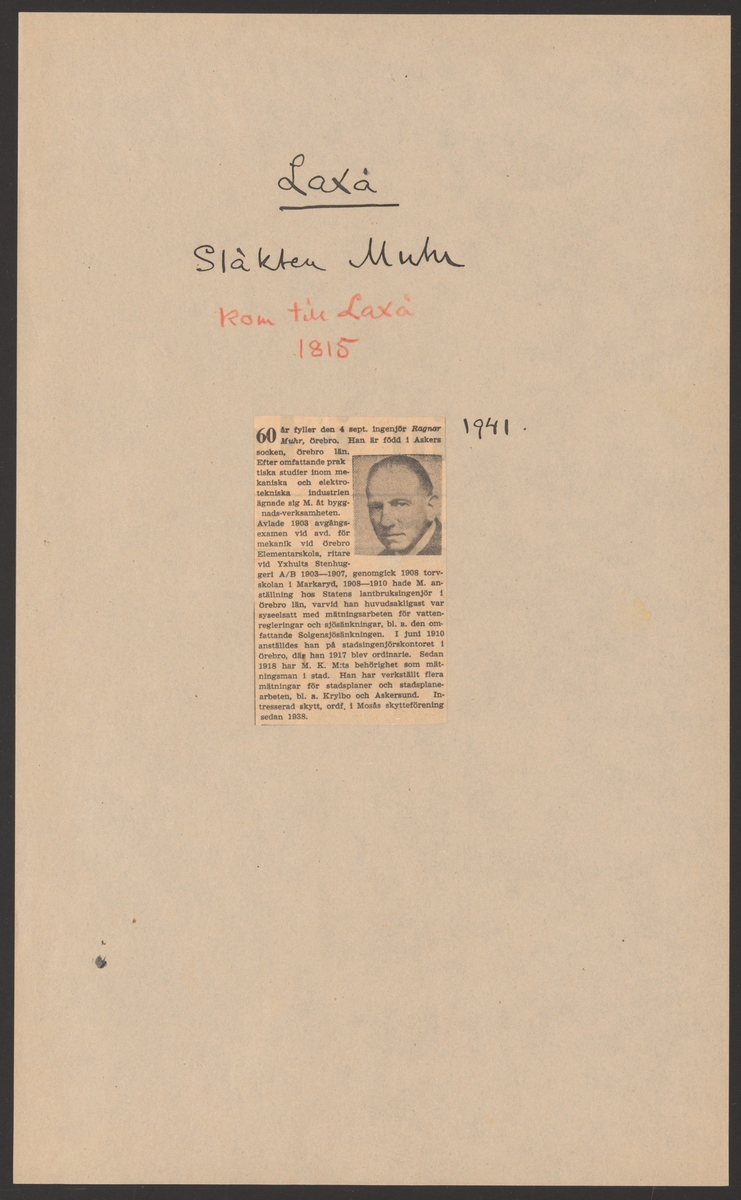 Laxå
Släkten Muhr
kom till Laxå
1815
1941.
60 år fyller den 4 sept. ingenjör Ragnar
Muhr, Örebro. Han är född i Askers
socken, Örebro län.
Efter omfattande prak
tiska studier inom me-
kaniska och elektro-
tekniska industrien
ägnade sig M. åt bygg-
nads-verksamheten.
Avlade 1903 avgångs-
examen vid avd. för
mekanik vid Örebro
Elementarskola, ritare
vid Yxhults Stenhug-
geri A/B 1903—1907, genomgick 1908 torv-
skolan i Markaryd, 1908—1910 hade M. an-
ställning hos Statens lantbruksingenjör i
Örebro län, varvid han huvudsakligast var
sysselsatt med mätningsarbeten för vatten-
regleringar och sjösänkningar, bl. a. den om-
fattande Solgensjösänkningen. I juni 1910
anställdes han på stadsingenjörskontoret i
Örebro, där han 1917 blev ordinarie. Sedan
1918 har M. K. M:ts behörighet som mät-
ningsman i stad. Han har verkställt flera
mätningar för stadsplaner och stadsplane-
arbeten, bl. a. Krylbo och Askersund. In-
tresserad skytt, ordf. i Mosås skytteförening
sedan 1938.